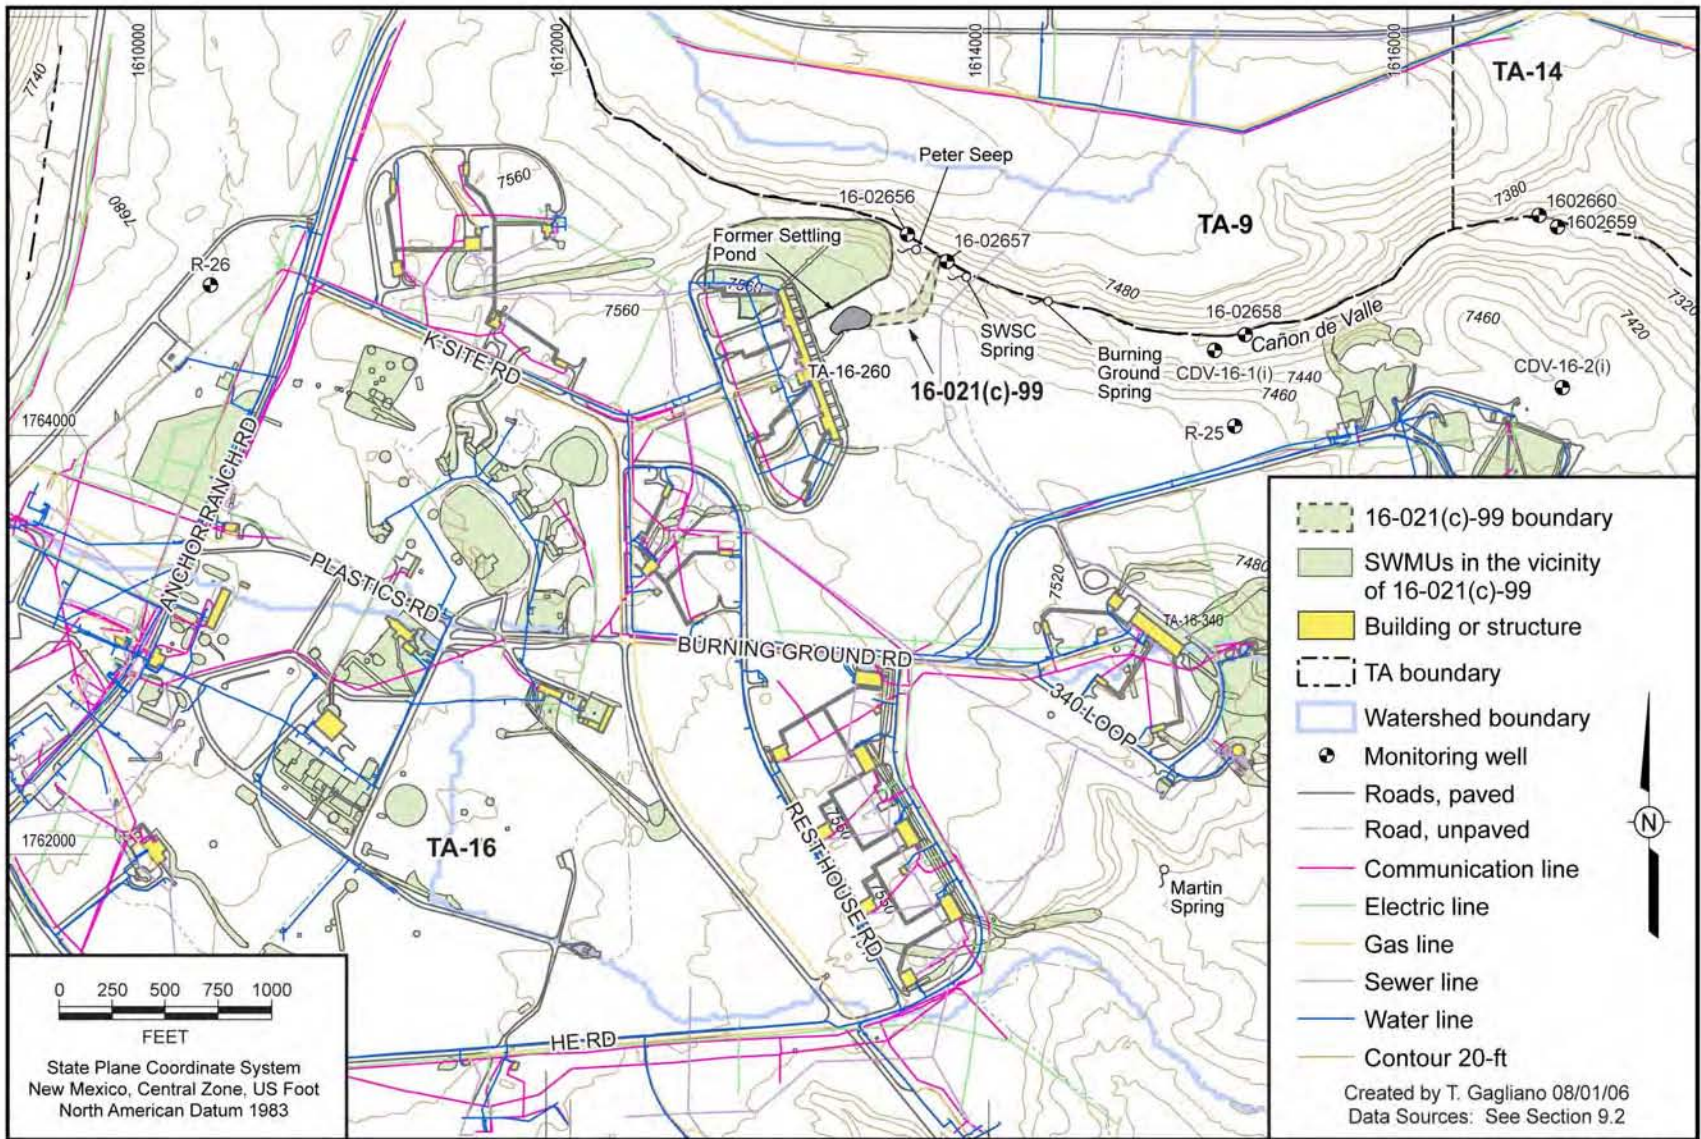 1610000
1612000
1614000
1616000
7740
TA-14
Peter Seep
7560
7380
16-02656
1602660
7680
TA-9
1602659
Former Settling
Pond
16-02657
R-26
7560
7480
7320
7560
16-02658
7460
7420
SWSC
Spring
Cañon de Valle
K-SITE RD
Burning
Ground
Spring
TA-16-260
CDV-16-1(i)
7440
CDV-16-2(i)
16-021(c)-99
7460
1764000
R-25
ANCHOR RANCH RD
PLASTICS RD
7520
7480
TA-16-340
BURNING GROUND RD
340 LOOP
REST HOUSE RD
7560
1762000
TA-16
7550
Martin
Spring
HE RD
16-021(c)-99 boundary
SWMUs in the vicinity
of 16-021(c)-99
Building or structure
TA boundary
Watershed boundary
Monitoring well
Roads, paved
Road, unpaved
Communication line
Electric line
Gas line
Sewer line
Water line
Contour 20-ft
N
Created by T. Gagliano 08/01/06
Data Sources: See Section 9.2
0 250 500 750 1000
FEET
State Plane Coordinate System
New Mexico, Central Zone, US Foot
North American Datum 1983